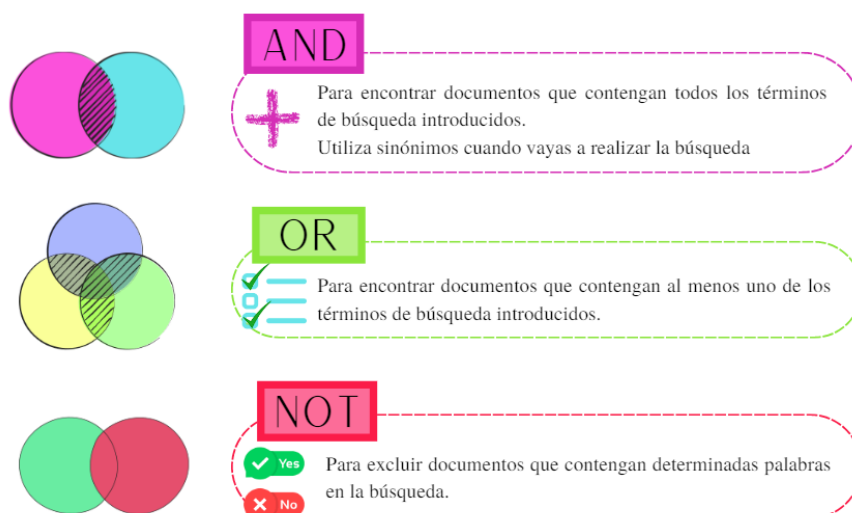 AND
Para encontrar documentos que contengan todos los términos
de búsqueda introducidos.
Utiliza sinónimos cuando vayas a realizar la búsqueda
OR
Para encontrar documentos que contengan al menos uno de los
términos de búsqueda introducidos.
NOT
Yes
Para excluir documentos que contengan determinadas palabras
en la búsqueda.
No